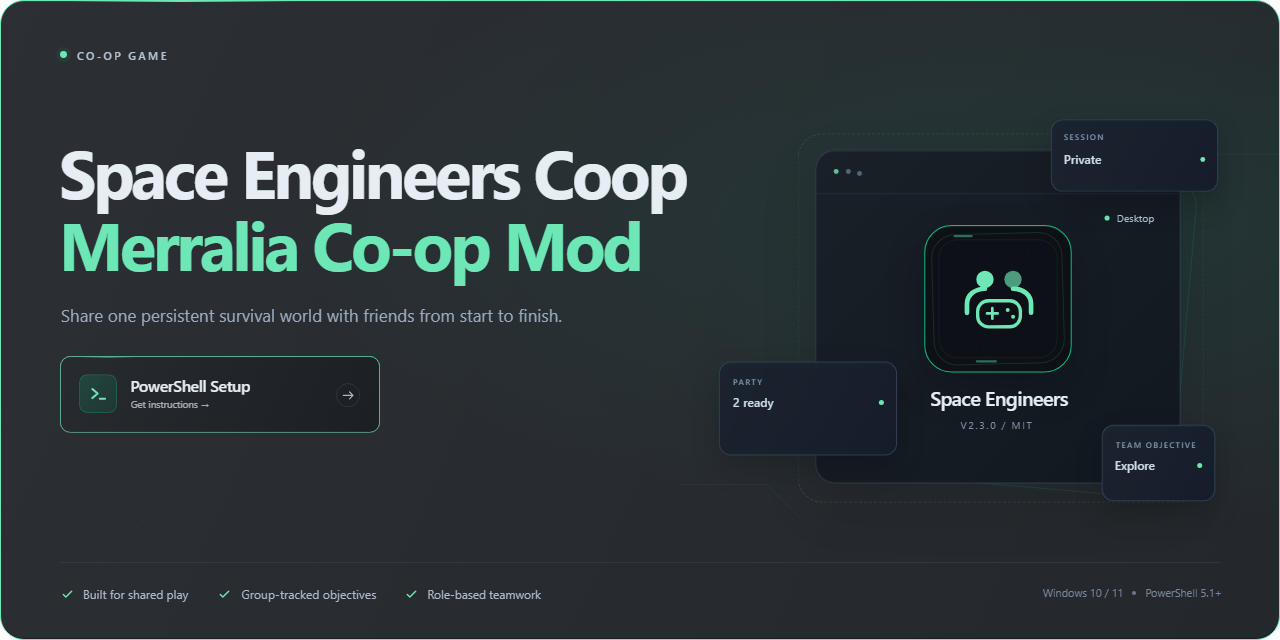 CO-OP GAME
Space Engineers Coop
Merralia Co-op Mod
Share one persistent survival world with friends from start to finish.
PowerShell Setup
Get instructions →
SESSION
Private
Desktop
PARTY
2 ready
Space Engineers
V2.3.0 / MIT
TEAM OBJECTIVE
Explore
Built for shared play
Group-tracked objectives
Role-based teamwork
Windows 10 / 11 • PowerShell 5.1+